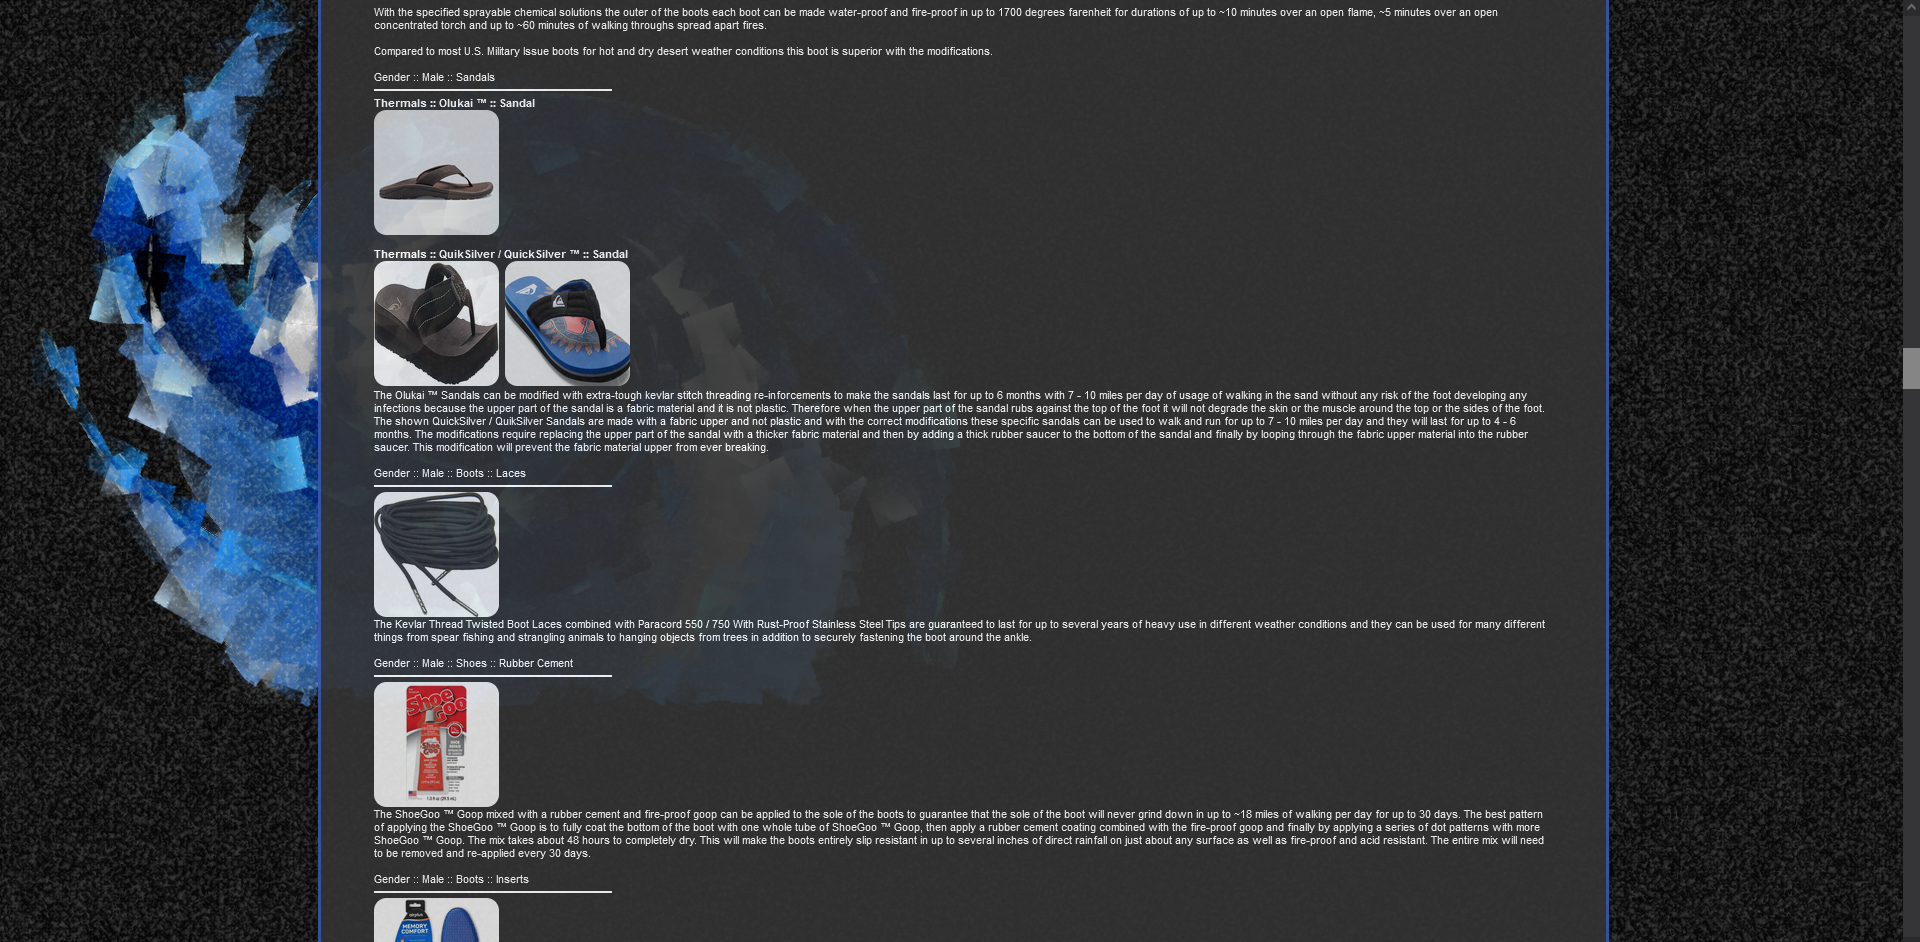 With the specified sprayable chemical solutions the outer of the boots each boot can be made water-proof and fire-proof in up to 1700 degrees farenheit for durations of up to ~10 minutes over an open flame, ~5 minutes over an open
concentrated torch and up to ~60 minutes of walking throughs spread apart fires.
Compared to most U.S. Military Issue boots for hot and dry desert weather conditions this boot is superior with the modifications.
Gender :: Male :: Sandals
Thermals :: Olukai ™ :: Sandal
Thermals :: QuikSilver / QuickSilver ™ :: Sandal
The Olukai ™ Sandals can be modified with extra-tough kevlar stitch threading re-inforcements to make the sandals last for up to 6 months with 7 - 10 miles per day of usage of walking in the sand without any risk of the foot developing any
infections because the upper part of the sandal is a fabric material and it is not plastic. Therefore when the upper part of the sandal rubs against the top of the foot it will not degrade the skin or the muscle around the top or the sides of the foot.
The shown QuickSilver / QuikSilver Sandals are made with a fabric upper and not plastic and with the correct modifications these specific sandals can be used to walk and run for up to 7 - 10 miles per day and they will last for up to 4 - 6
months. The modifications require replacing the upper part of the sandal with a thicker fabric material and then by adding a thick rubber saucer to the bottom of the sandal and finally by looping through the fabric upper material into the rubber
saucer. This modification will prevent the fabric material upper from ever breaking.
Gender :: Male :: Boots :: Laces
The Kevlar Thread Twisted Boot Laces combined with Paracord 550 / 750 With Rust-Proof Stainless Steel Tips are guaranteed to last for up to several years of heavy use in different weather conditions and they can be used for many different
things from spear fishing and strangling animals to hanging objects from trees in addition to securely fastening the boot around the ankle.
Gender :: Male :: Shoes :: Rubber Cement
Shoe
Goo
Shoe
Goo
The ShoeGoo ™ Goop mixed with a rubber cement and fire-proof goop can be applied to the sole of the boots to guarantee that the sole of the boot will never grind down in up to ~18 miles of walking per day for up to 30 days. The best pattern
of applying the ShoeGoo ™ Goop is to fully coat the bottom of the boot with one whole tube of ShoeGoo ™ Goop, then apply a rubber cement coating combined with the fire-proof goop and finally by applying a series of dot patterns with more
ShoeGoo ™ Goop. The mix takes about 48 hours to completely dry. This will make the boots entirely slip resistant in up to several inches of direct rainfall on just about any surface as well as fire-proof and acid resistant. The entire mix will need
to be removed and re-applied every 30 days.
Gender :: Male :: Boots :: Inserts
airplus
MEMORY
COMFORT